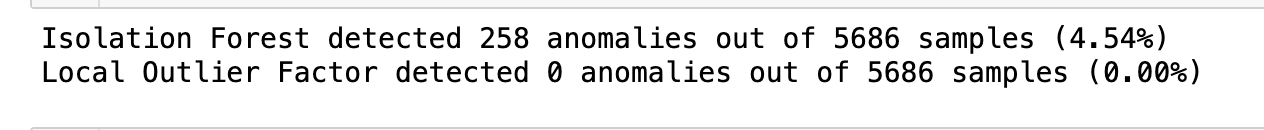 Isolation Forest detected 258 anomalies out of 5686 samples (4.54%)
Local Outlier Factor detected 0 anomalies out of 5686 samples (0.00%)